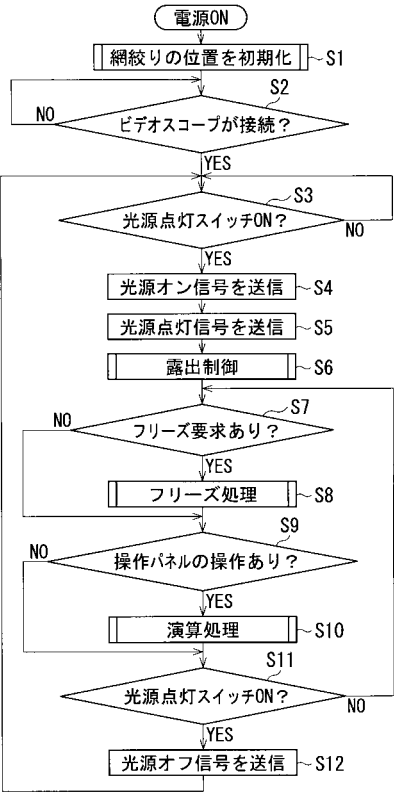 電源ON
網絞りの位置を初期化 S1
S2
ビデオスコープが接続？
NO
YES
S3
光源点灯スイッチON？
NO
YES
光源オン信号を送信 S4
光源点灯信号を送信 S5
露出制御 S6
S7
フリーズ要求あり？
NO
YES
フリーズ処理 S8
S9
操作パネルの操作あり？
NO
YES
演算処理 S10
S11
光源点灯スイッチON？
NO
YES
光源オフ信号を送信 S12